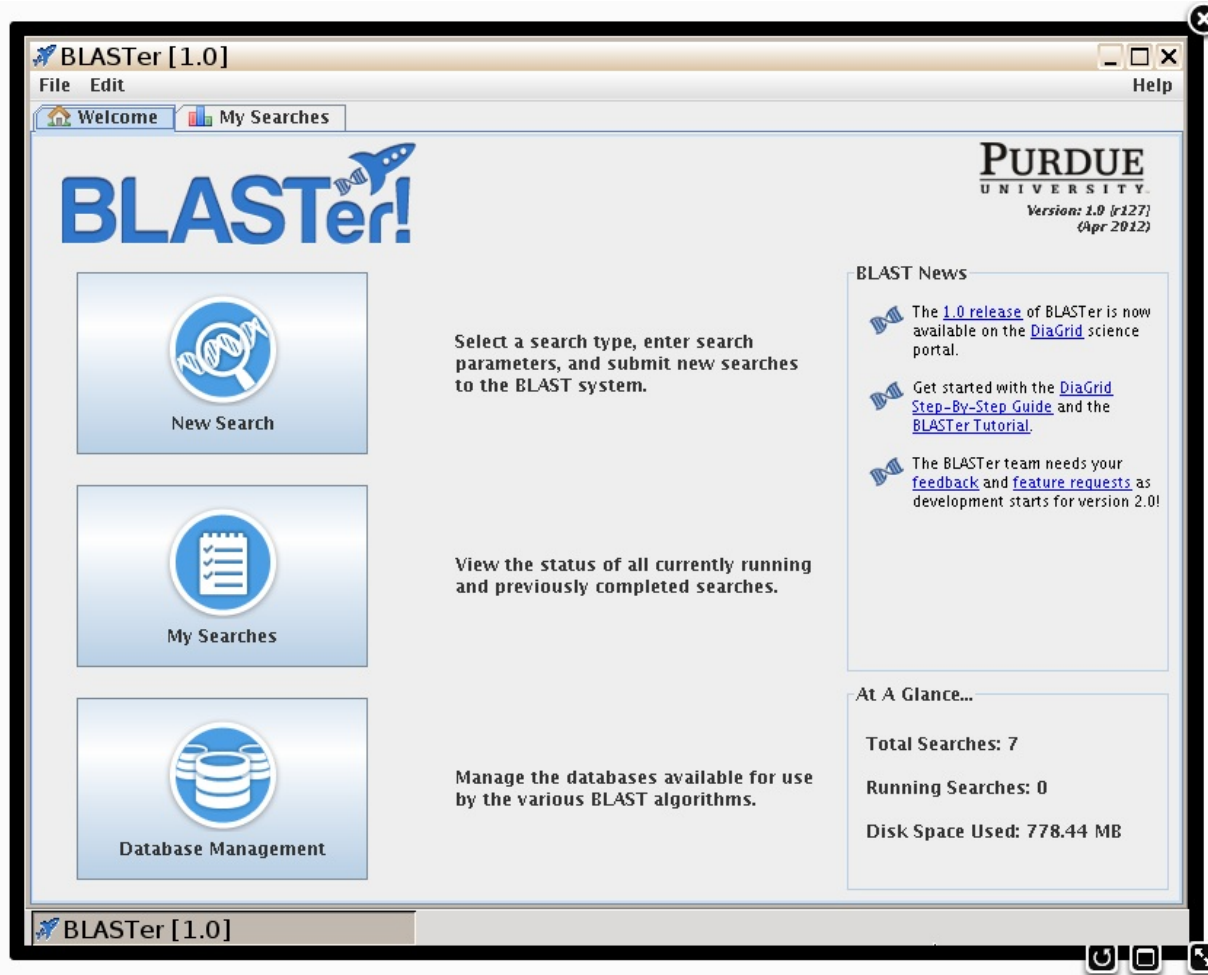 BLASTer [1.0]
File Edit Help
Welcome My Searches
BLASTer!
PURDUE
UNIVERSITY
Version: 1.0 [r127]
(Apr 2012)
New Search
Select a search type, enter search
parameters, and submit new searches
to the BLAST system.
My Searches
View the status of all currently running
and previously completed searches.
Database Management
Manage the databases available for use
by the various BLAST algorithms.
BLAST News
The 1.0 release of BLASTer is now
available on the DiaGrid science
portal.
Get started with the DiaGrid
Step-By-Step Guide and the
BLASTer Tutorial.
The BLASTer team needs your
feedback and feature requests as
development starts for version 2.0!
At A Glance...
Total Searches: 7
Running Searches: 0
Disk Space Used: 778.44 MB
BLASTer [1.0]